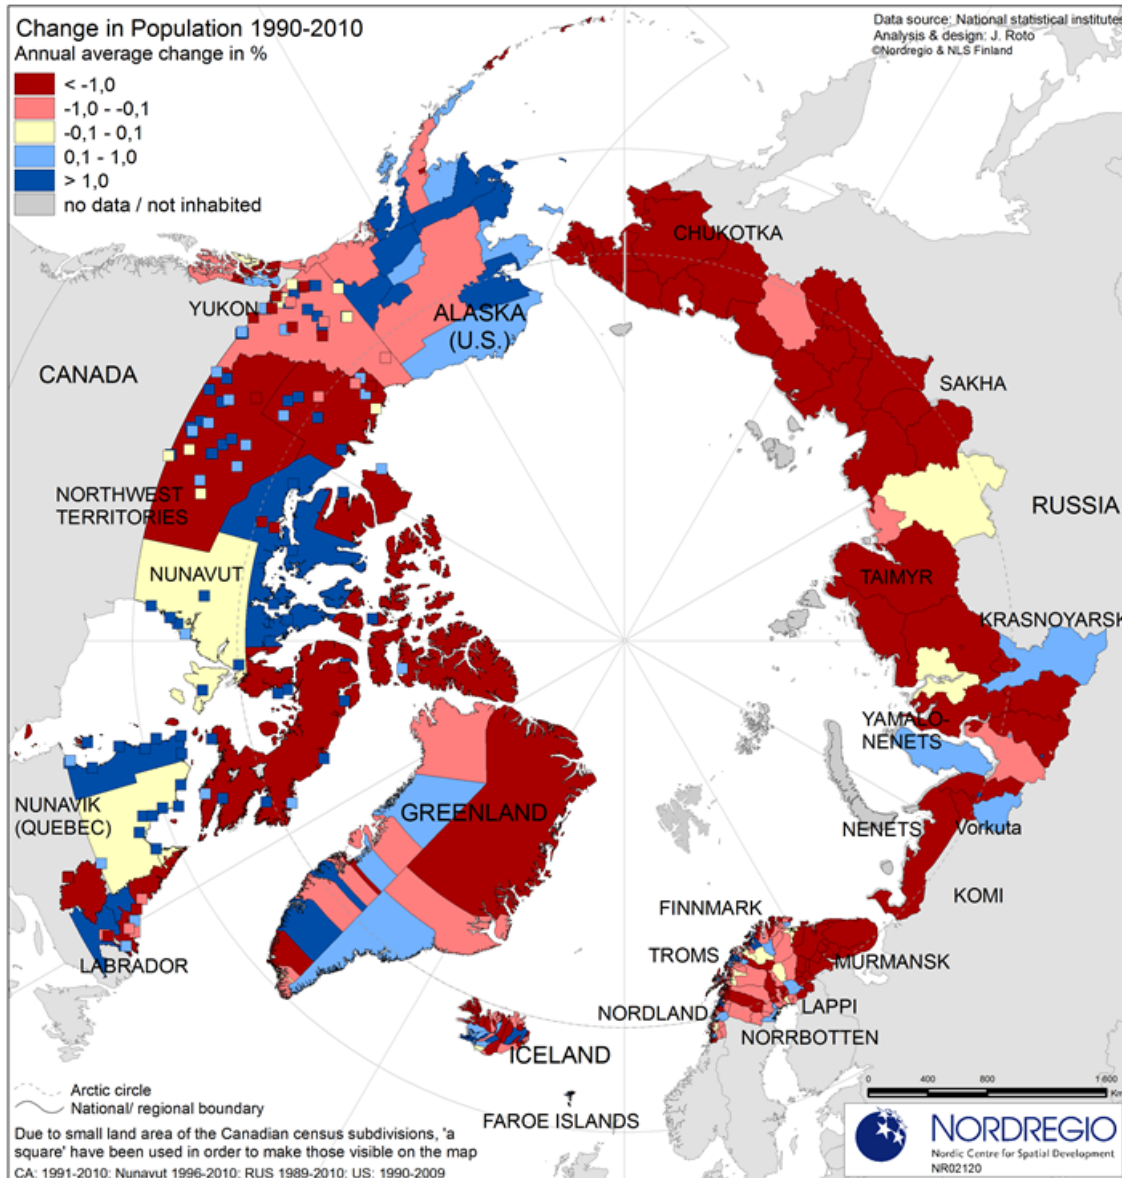 Change in Population 1990-2010
Annual average change in %
< -1,0
-1,0 - -0,1
-0,1 - 0,1
0,1 - 1,0
> 1,0
no data / not inhabited
Data source: National statistical institutes
Analysis & design: J. Roto
©Nordregio & NLS Finland
CHUKOTKA
YUKON
ALASKA
(U.S.)
CANADA
SAKHA
NORTHWEST
TERRITORIES
RUSSIA
NUNAVUT
TAIMYR
KRASNOYARSK
YAMALO-
NENETS
NUNAVIK
(QUEBEC)
GREENLAND
NENETS
Vorkuta
KOMI
FINNMARK
TROMS
MURMANSK
LABRADOR
NORDLAND
LAPPI
NORRBOTTEN
ICELAND
FAROE ISLANDS
Arctic circle
National/ regional boundary
Due to small land area of the Canadian census subdivisions, 'a
square' have been used in order to make those visible on the map
CA: 1991-2010; Nunavut 1996-2010; RUS 1989-2010; US: 1990-2009
0 400 800 1 600
Km
NORDREGIO
Nordic Centre for Spatial Development
NR02120